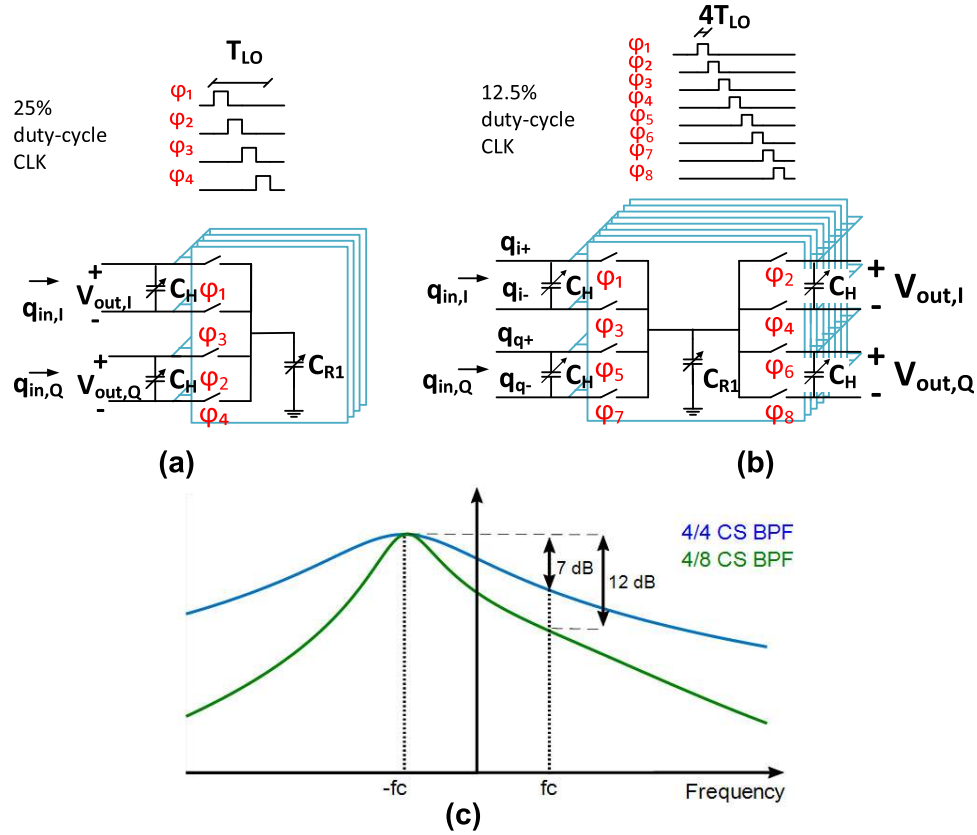 (a)
T_LO
25%
duty-cycle
CLK
φ1
φ2
φ3
φ4
+
q_in,I
V_out,I
-
C_H
φ1
φ3
+
q_in,Q
V_out,Q
-
C_H
φ2
φ4
C_R1
(a)
4T_LO
12.5%
duty-cycle
CLK
φ1
φ2
φ3
φ4
φ5
φ6
φ7
φ8
q_i+
q_in,I
q_i-
C_H
φ1
φ3
q_q+
q_in,Q
q_q-
C_H
φ5
φ7
C_R1
φ2
φ4
C_H
+
V_out,I
-
φ6
φ8
C_H
+
V_out,Q
-
(b)
4/4 CS BPF
4/8 CS BPF
7 dB
12 dB
-fc
fc
Frequency
(c)